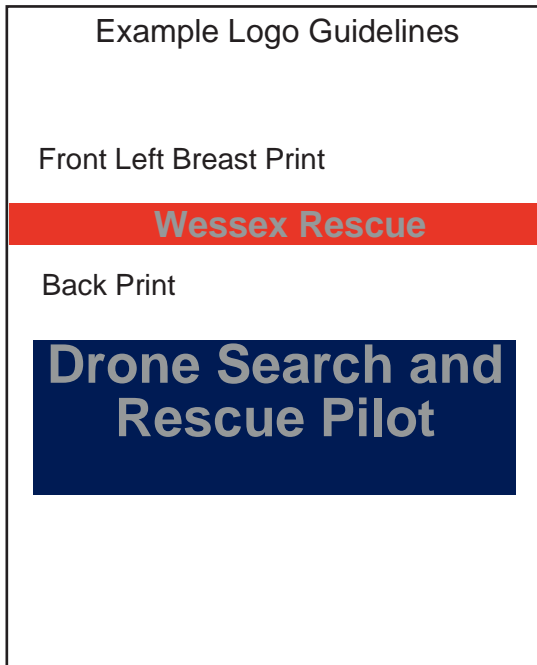 Example Logo Guidelines
Front Left Breast Print
Wessex Rescue
Back Print
Drone Search and
Rescue Pilot